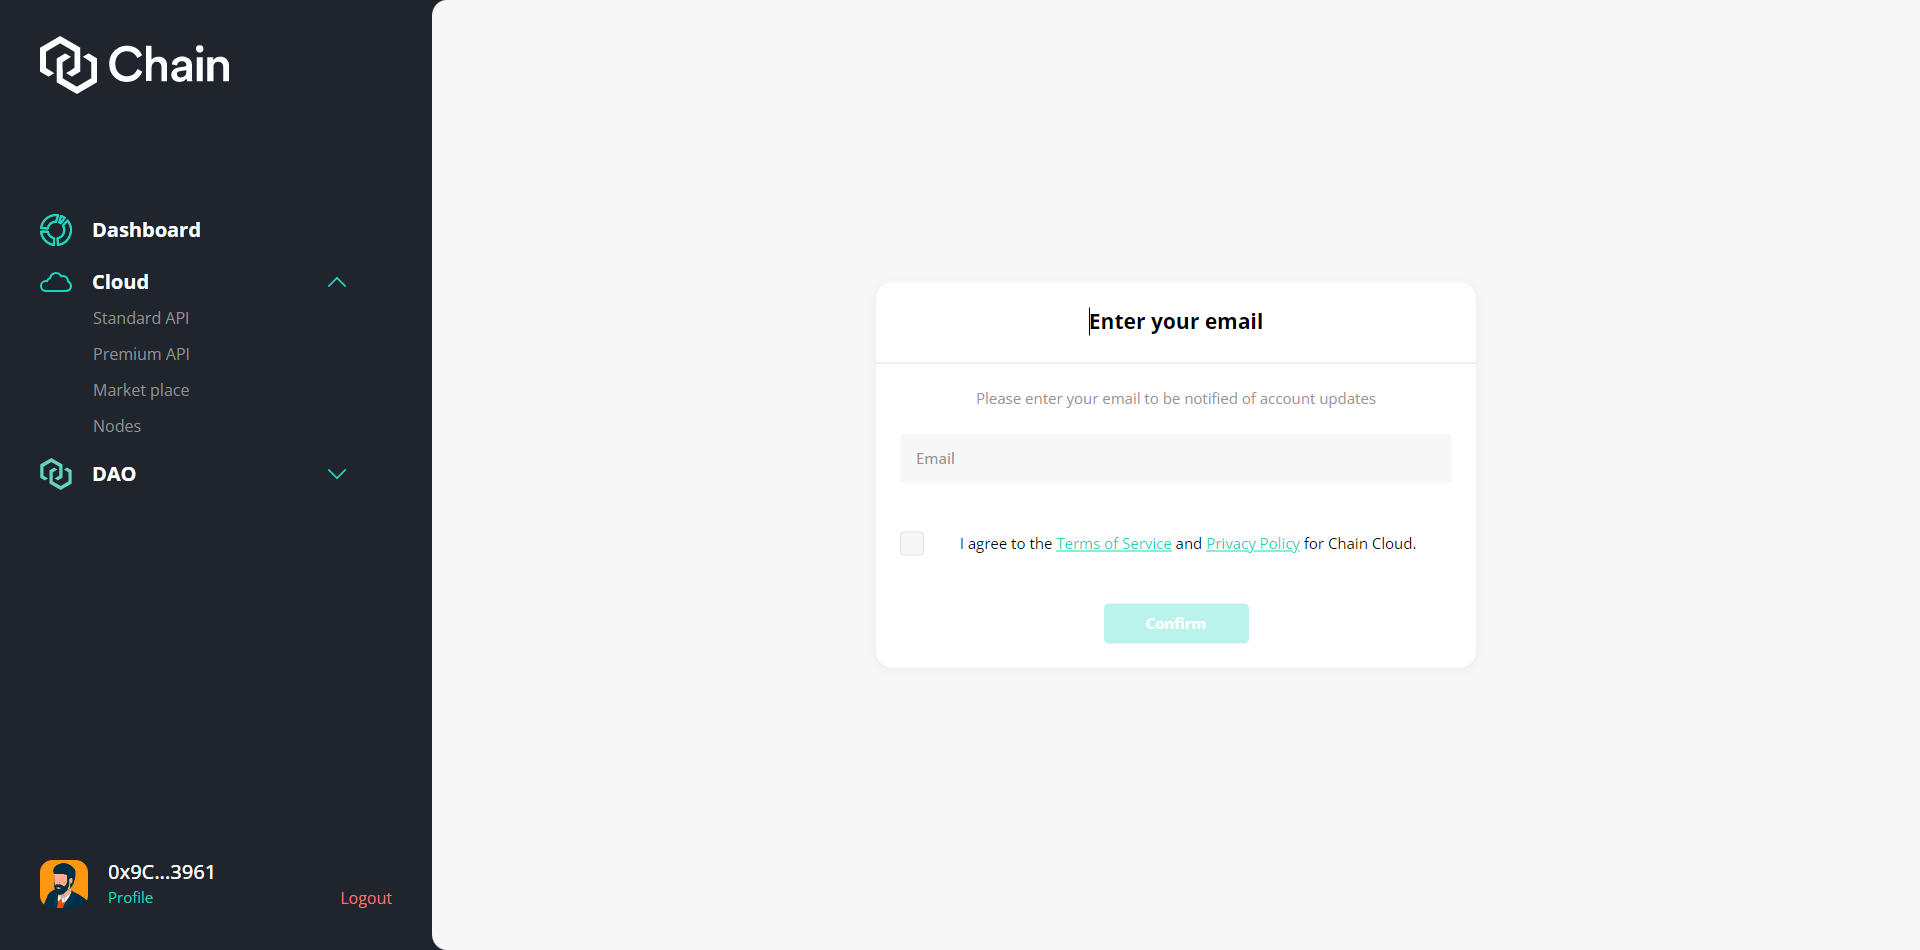 Chain
Dashboard
Cloud
Standard API
Premium API
Market place
Nodes
DAO
0x9C...3961
Profile
Logout
Enter your email
Please enter your email to be notified of account updates
Email
I agree to the Terms of Service and Privacy Policy for Chain Cloud.
Confirm